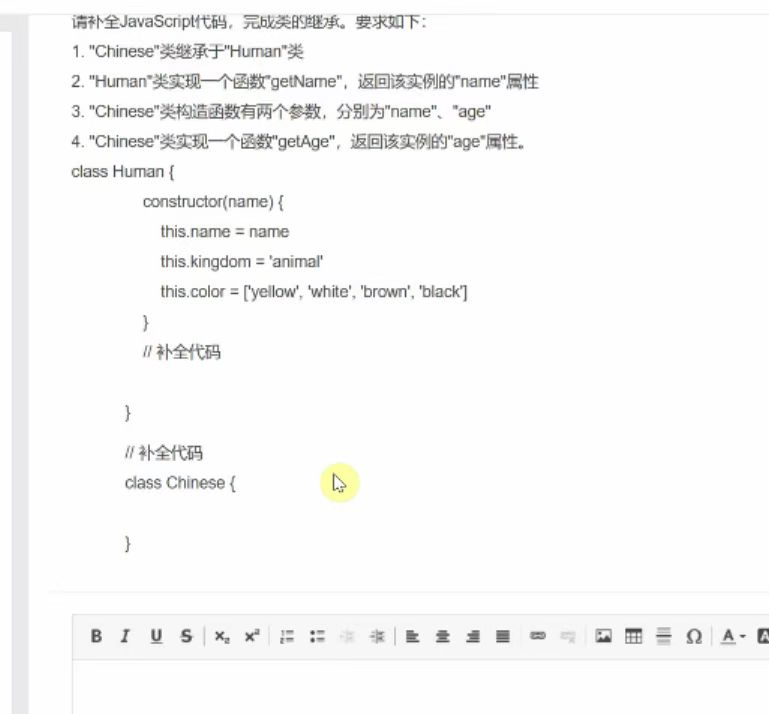 请补全JavaScript代码，完成类的继承。要求如下：
1. "Chinese"类继承于"Human"类
2. "Human"类实现一个函数"getName"，返回该实例的"name"属性
3. "Chinese"类构造函数有两个参数，分别为"name"、"age"
4. "Chinese"类实现一个函数"getAge"，返回该实例的"age"属性。
class Human {
constructor(name) {
this.name = name
this.kingdom = 'animal'
this.color = ['yellow', 'white', 'brown', 'black']
}
// 补全代码
}
// 补全代码
class Chinese {
}
B I U S x₂ x² Ω A A